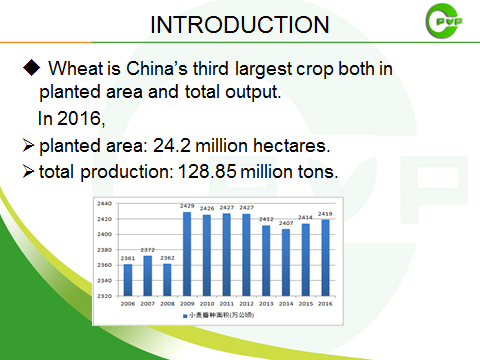 INTRODUCTION
PVP
Wheat is China's third largest crop both in
planted area and total output.
In 2016,
planted area: 24.2 million hectares.
total production: 128.85 million tons.
2440
2420
2400
2380
2360
2340
2320
2361
2372
2362
2429
2426
2427
2427
2412
2407
2414
2419
2006 2007 2008 2009 2010 2011 2012 2013 2014 2015 2016
小麦播种面积(万公顷)